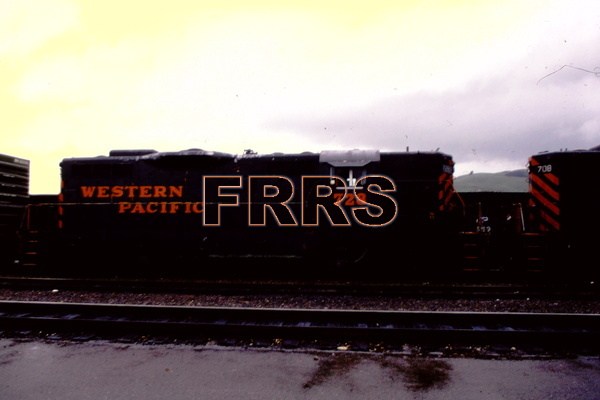 WESTERN
PACIFIC
FRRS
708